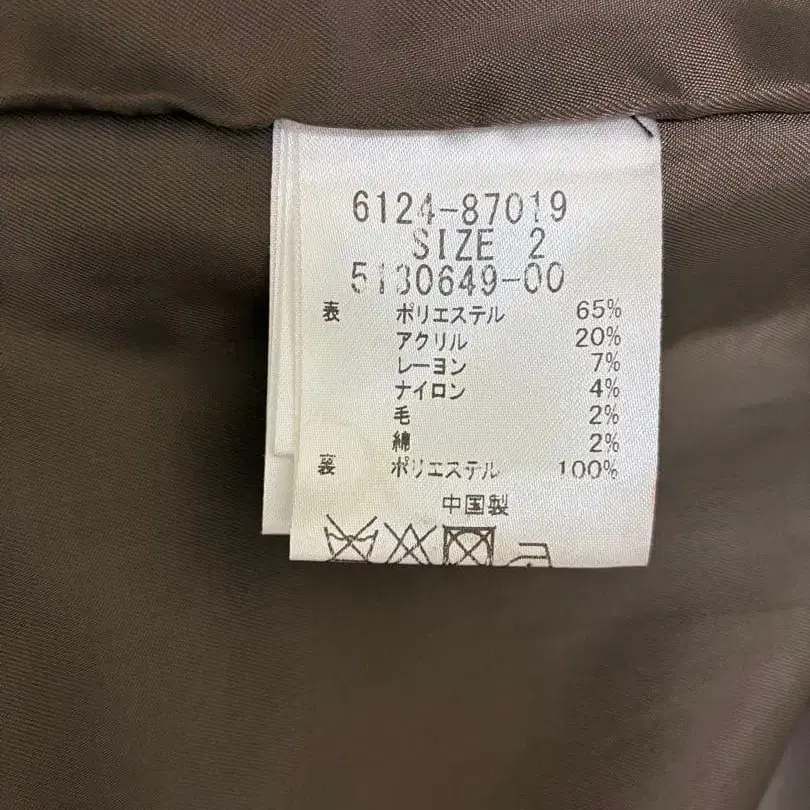 6124-87019
SIZE 2
5130649-00
表 ポリエステル 65%
アクリル 20%
レーヨン 7%
ナイロン 4%
毛 2%
綿 2%
裏 ポリエステル 100%
中国製